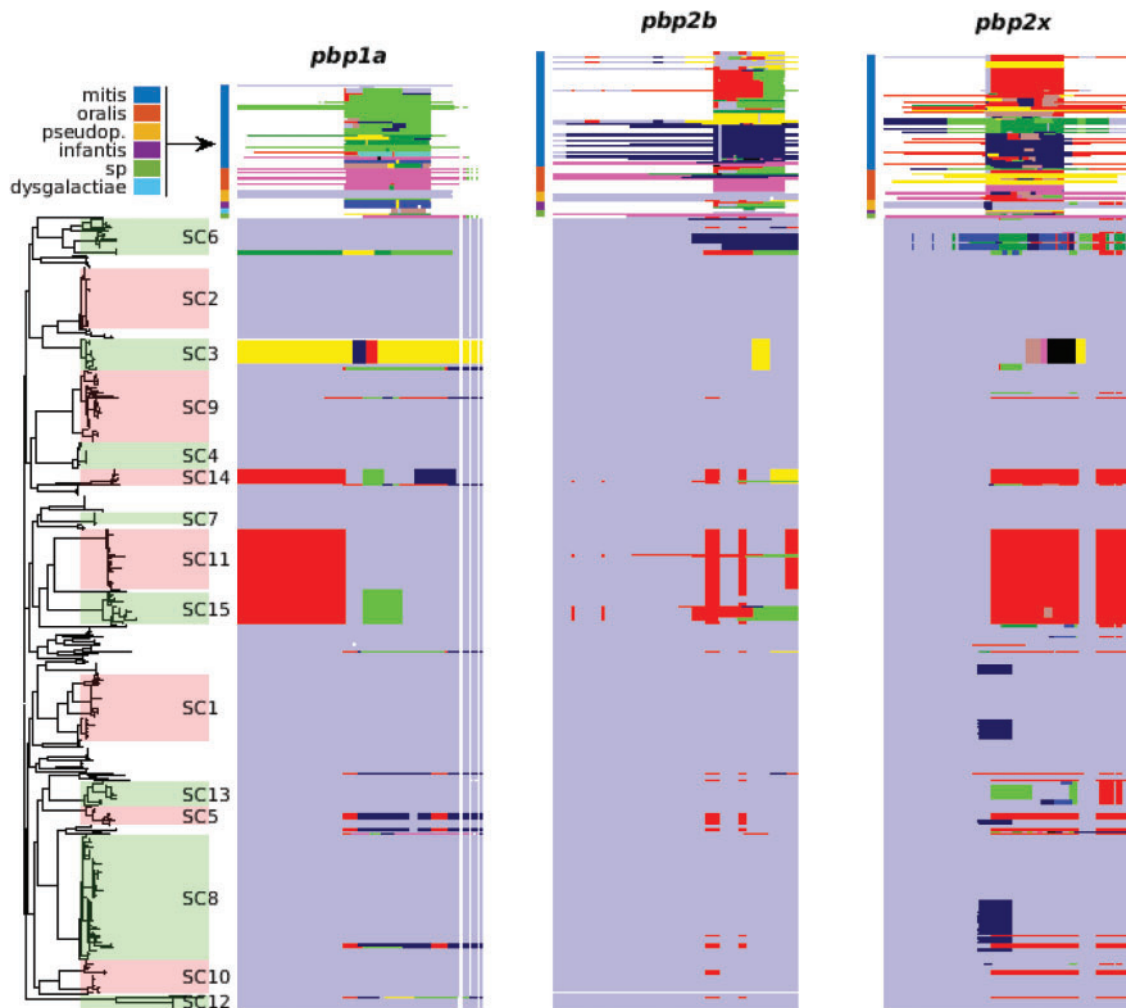 pbp1a
pbp2b
pbp2x
mitis
oralis
pseudop.
infantis
sp
dysgalactiae
SC6
SC2
SC3
SC9
SC4
SC14
SC7
SC11
SC15
SC1
SC13
SC5
SC8
SC10
SC12